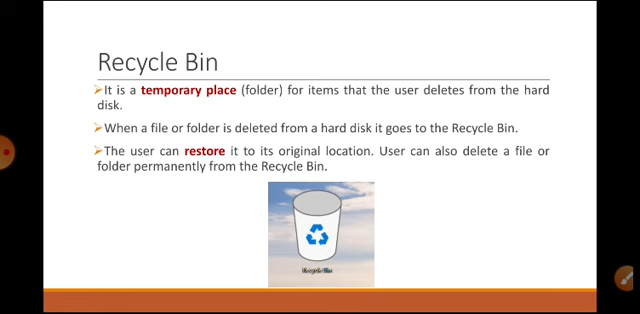 Recycle Bin
It is a temporary place (folder) for items that the user deletes from the hard
disk.
When a file or folder is deleted from a hard disk it goes to the Recycle Bin.
The user can restore it to its original location. User can also delete a file or
folder permanently from the Recycle Bin.
Recycle Bin